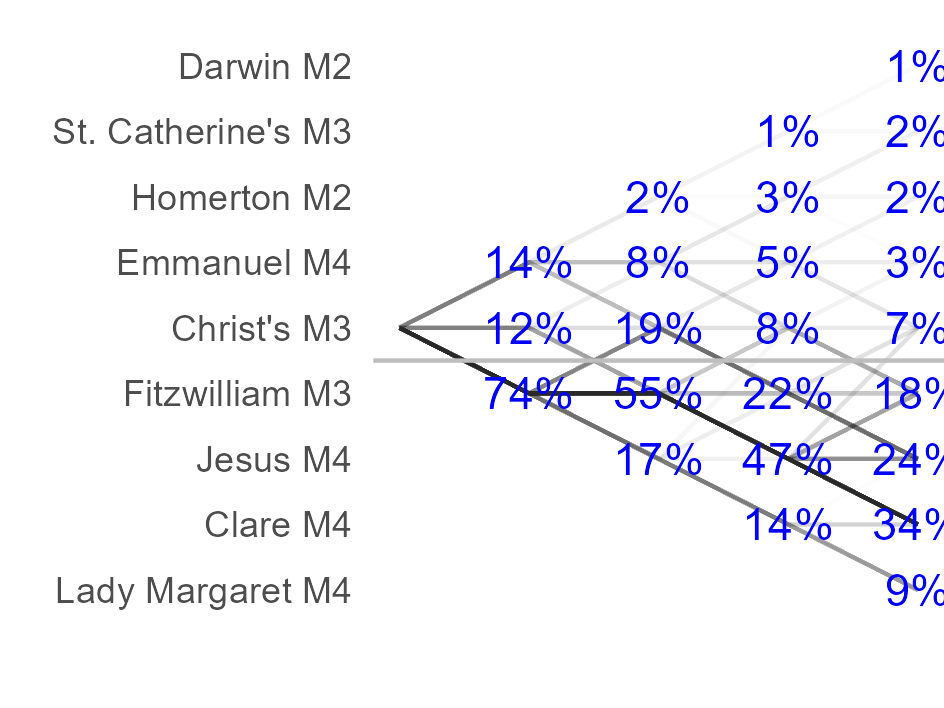 Darwin M2 1%
St. Catherine's M3 1% 2%
Homerton M2 2% 3% 2%
Emmanuel M4 14% 8% 5% 3%
Christ's M3 12% 19% 8% 7%
Fitzwilliam M3 74% 55% 22% 18%
Jesus M4 17% 47% 24%
Clare M4 14% 34%
Lady Margaret M4 9%